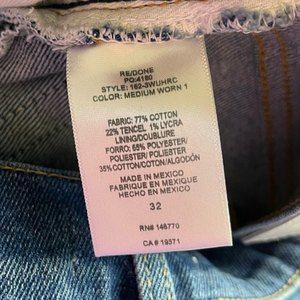 RE/DONE
PO:4180
STYLE: 162-3WUHRC
COLOR: MEDIUM WORN 1
FABRIC: 77% COTTON
22% TENCEL 1% LYCRA
LINING/DOUBLURE
FORRO: 65% POLYESTER/
POLIESTER/ POLYESTER
35%COTTON/COTON/ALGODÓN
MADE IN MEXICO
FABRIQUE EN MEXIQUE
HECHO EN MEXICO
32
RN# 146770
CA # 19371